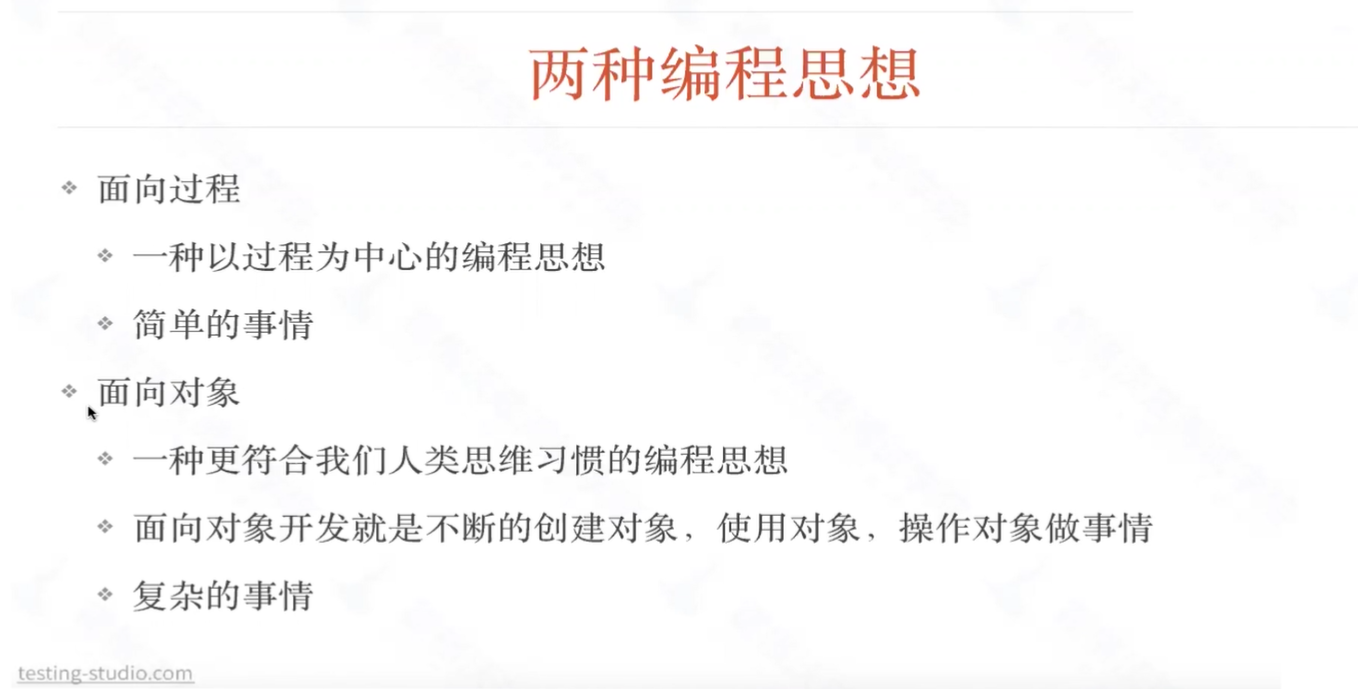 两种编程思想
面向过程
一种以过程为中心的编程思想
简单的事情
面向对象
一种更符合我们人类思维习惯的编程思想
面向对象开发就是不断的创建对象，使用对象，操作对象做事情
复杂的事情
testing-studio.com